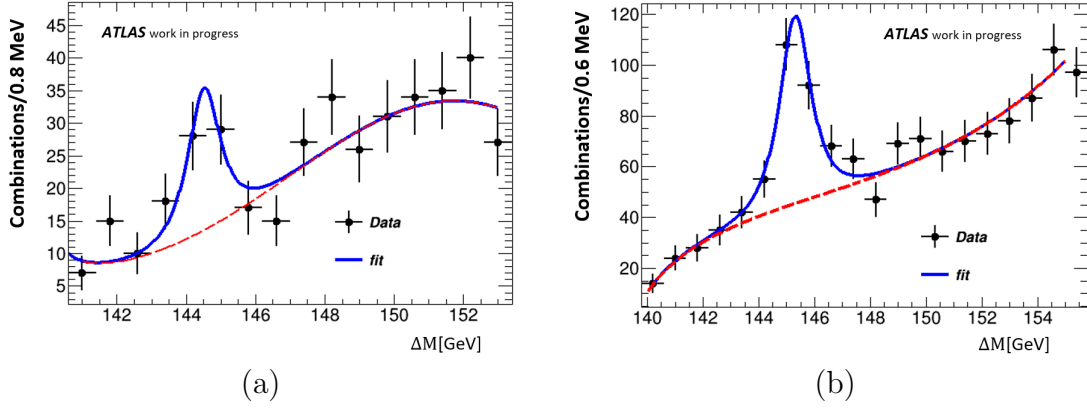 Combinations/0.8 MeV
45
40
35
30
25
20
15
10
5
ATLAS work in progress
Data
fit
142 144 146 148 150 152
ΔM[GeV]
(a)
Combinations/0.6 MeV
120
100
80
60
40
20
ATLAS work in progress
Data
fit
140 142 144 146 148 150 152 154
ΔM[GeV]
(b)